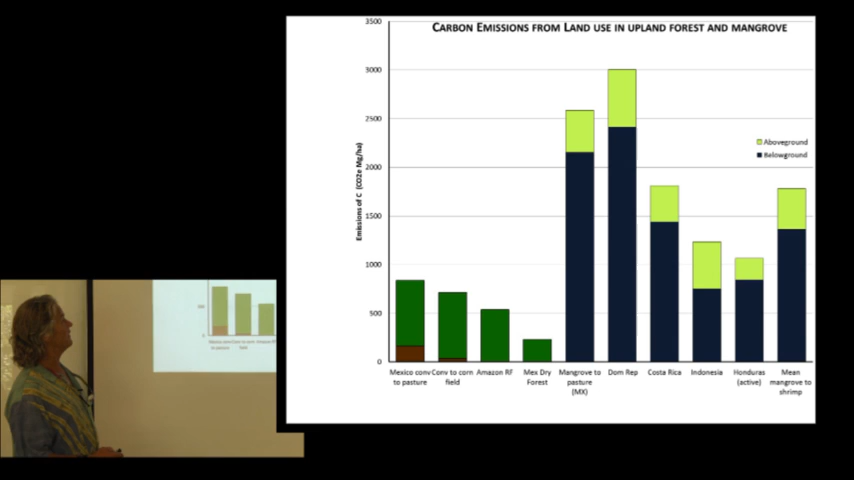 CARBON EMISSIONS FROM LAND USE IN UPLAND FOREST AND MANGROVE
3500
3000
2500
2000
1500
1000
500
0
Emissions of C (CO2e Mg/ha)
Aboveground
Belowground
Mexico conv to pasture
Conv to corn field
Amazon RF
Mex Dry Forest
Mangrove to pasture (MX)
Dom Rep
Costa Rica
Indonesia
Honduras (active)
Mean mangrove to shrimp